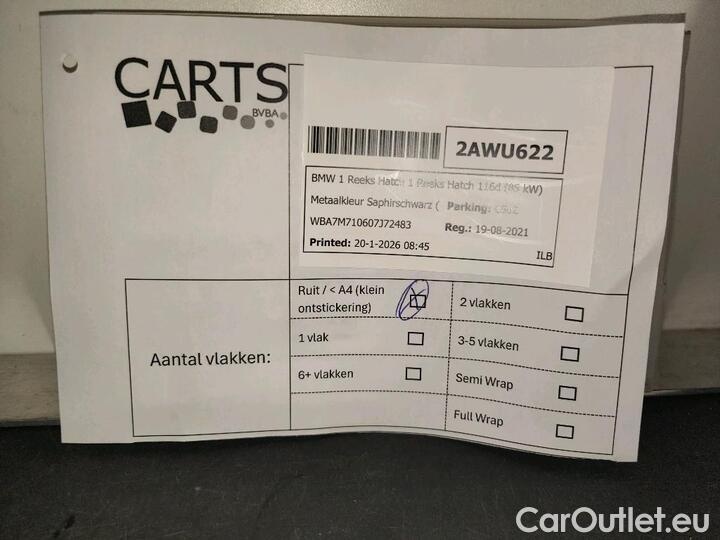 CARTS
BVBA
2AWU622
BMW 1 Reeks Hatch 1 Reeks Hatch 116d (85 kW)
Metaalkleur Saphirschwarz ( Parking:
WBA7M710607J72483 Reg.: 19-08-2021
Printed: 20-1-2026 08:45
ILB
Aantal vlakken:
Ruit / < A4 (klein
ontstickering)
1 vlak
6+ vlakken
2 vlakken
3-5 vlakken
Semi Wrap
Full Wrap
CarOutlet.eu